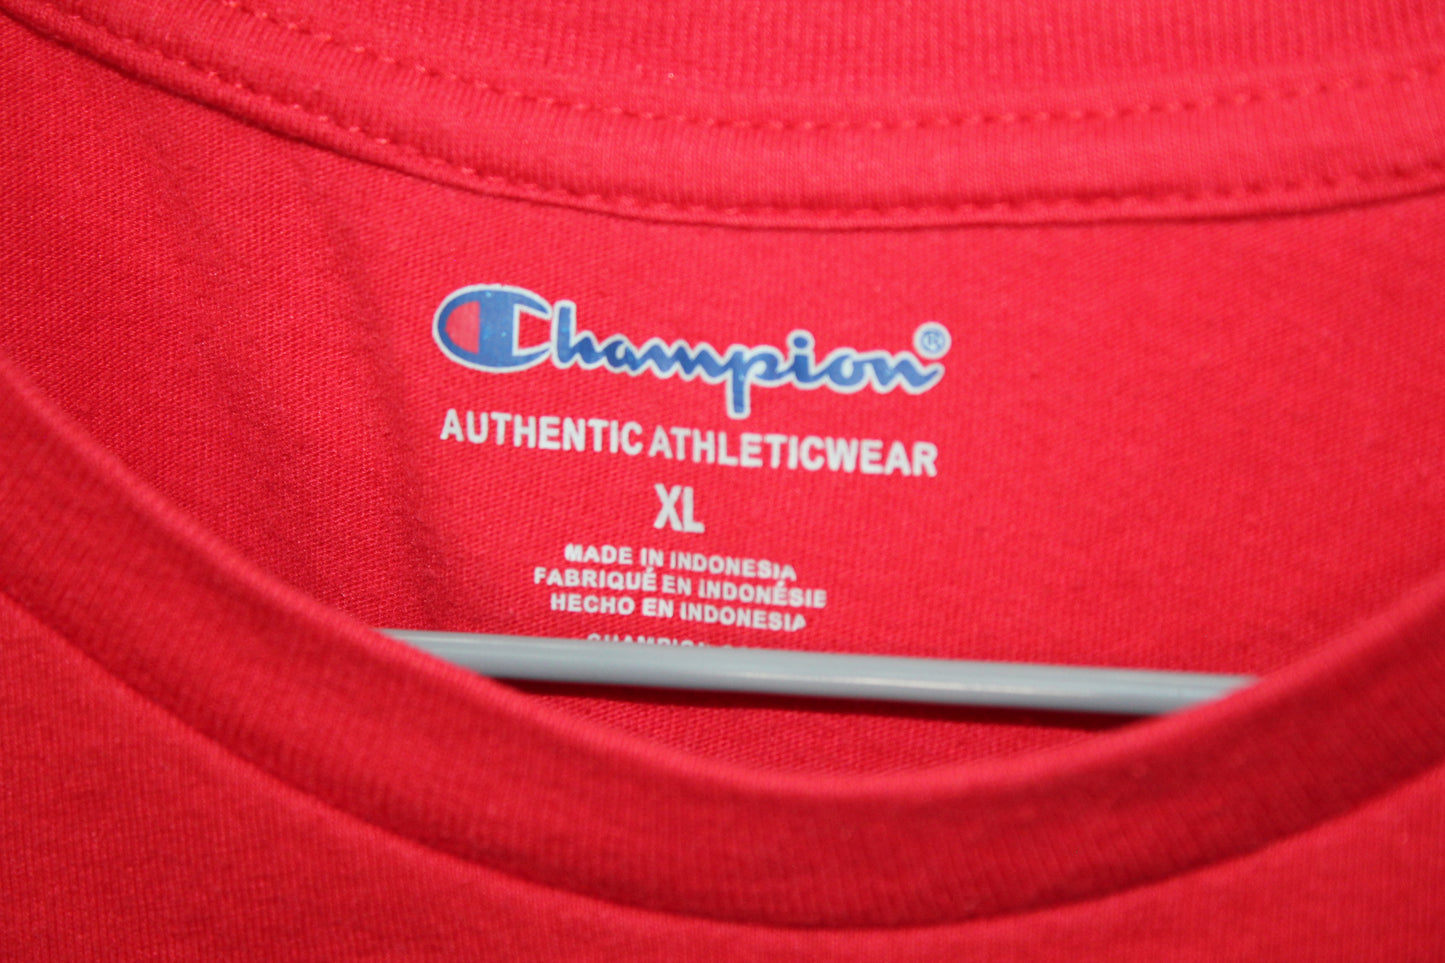 Champion®
AUTHENTIC ATHLETICWEAR
XL
MADE IN INDONESIA
FABRIQUÉ EN INDONÉSIE
HECHO EN INDONESIA